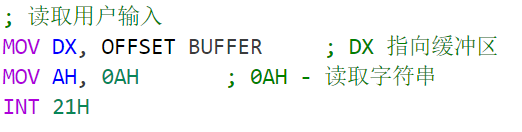 ; 读取用户输入
MOV DX, OFFSET BUFFER ; DX 指向缓冲区
MOV AH, 0AH ; 0AH - 读取字符串
INT 21H